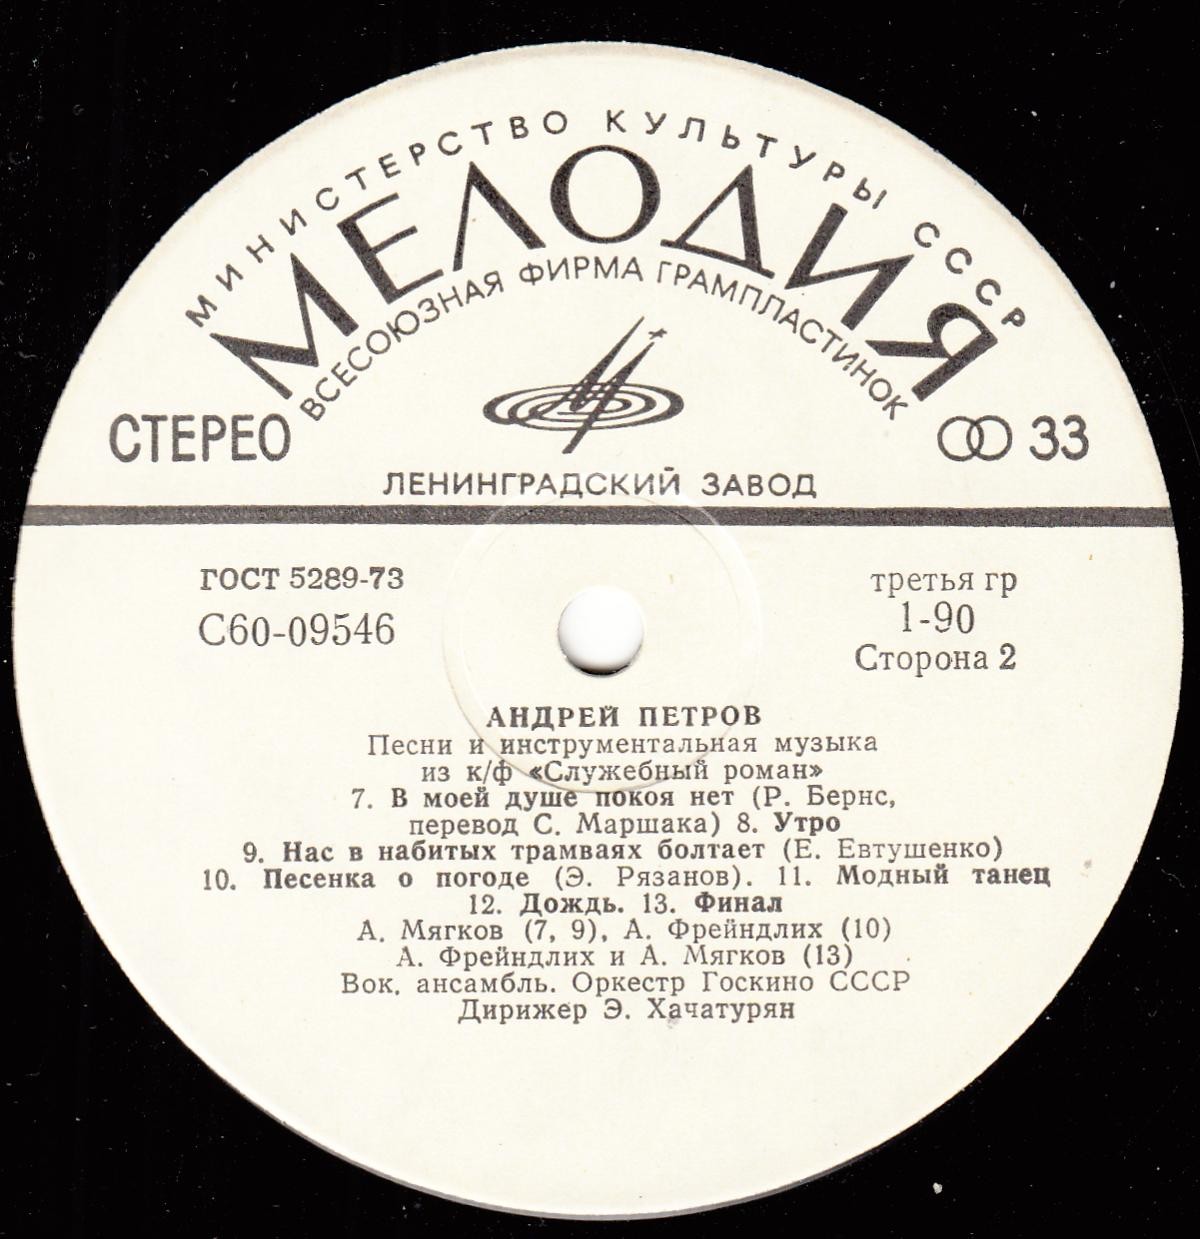 МИНИСТЕРСТВО КУЛЬТУРЫ СССР
МЕЛОДИЯ
ВСЕСОЮЗНАЯ ФИРМА ГРАМПЛАСТИНОК
СТЕРЕО
33
ЛЕНИНГРАДСКИЙ ЗАВОД
ГОСТ 5289-73
С60-09546
третья гр
1-90
Сторона 2
АНДРЕЙ ПЕТРОВ
Песни и инструментальная музыка
из к/ф «Служебный роман»
7. В моей душе покоя нет (Р. Бернс,
перевод С. Маршака) 8. Утро
9. Нас в набитых трамваях болтает (Е. Евтушенко)
10. Песенка о погоде (Э. Рязанов). 11. Модный танец
12. Дождь. 13. Финал
А. Мягков (7, 9), А. Фрейндлих (10)
А. Фрейндлих и А. Мягков (13)
Вок. ансамбль. Оркестр Госкино СССР
Дирижер Э. Хачатурян